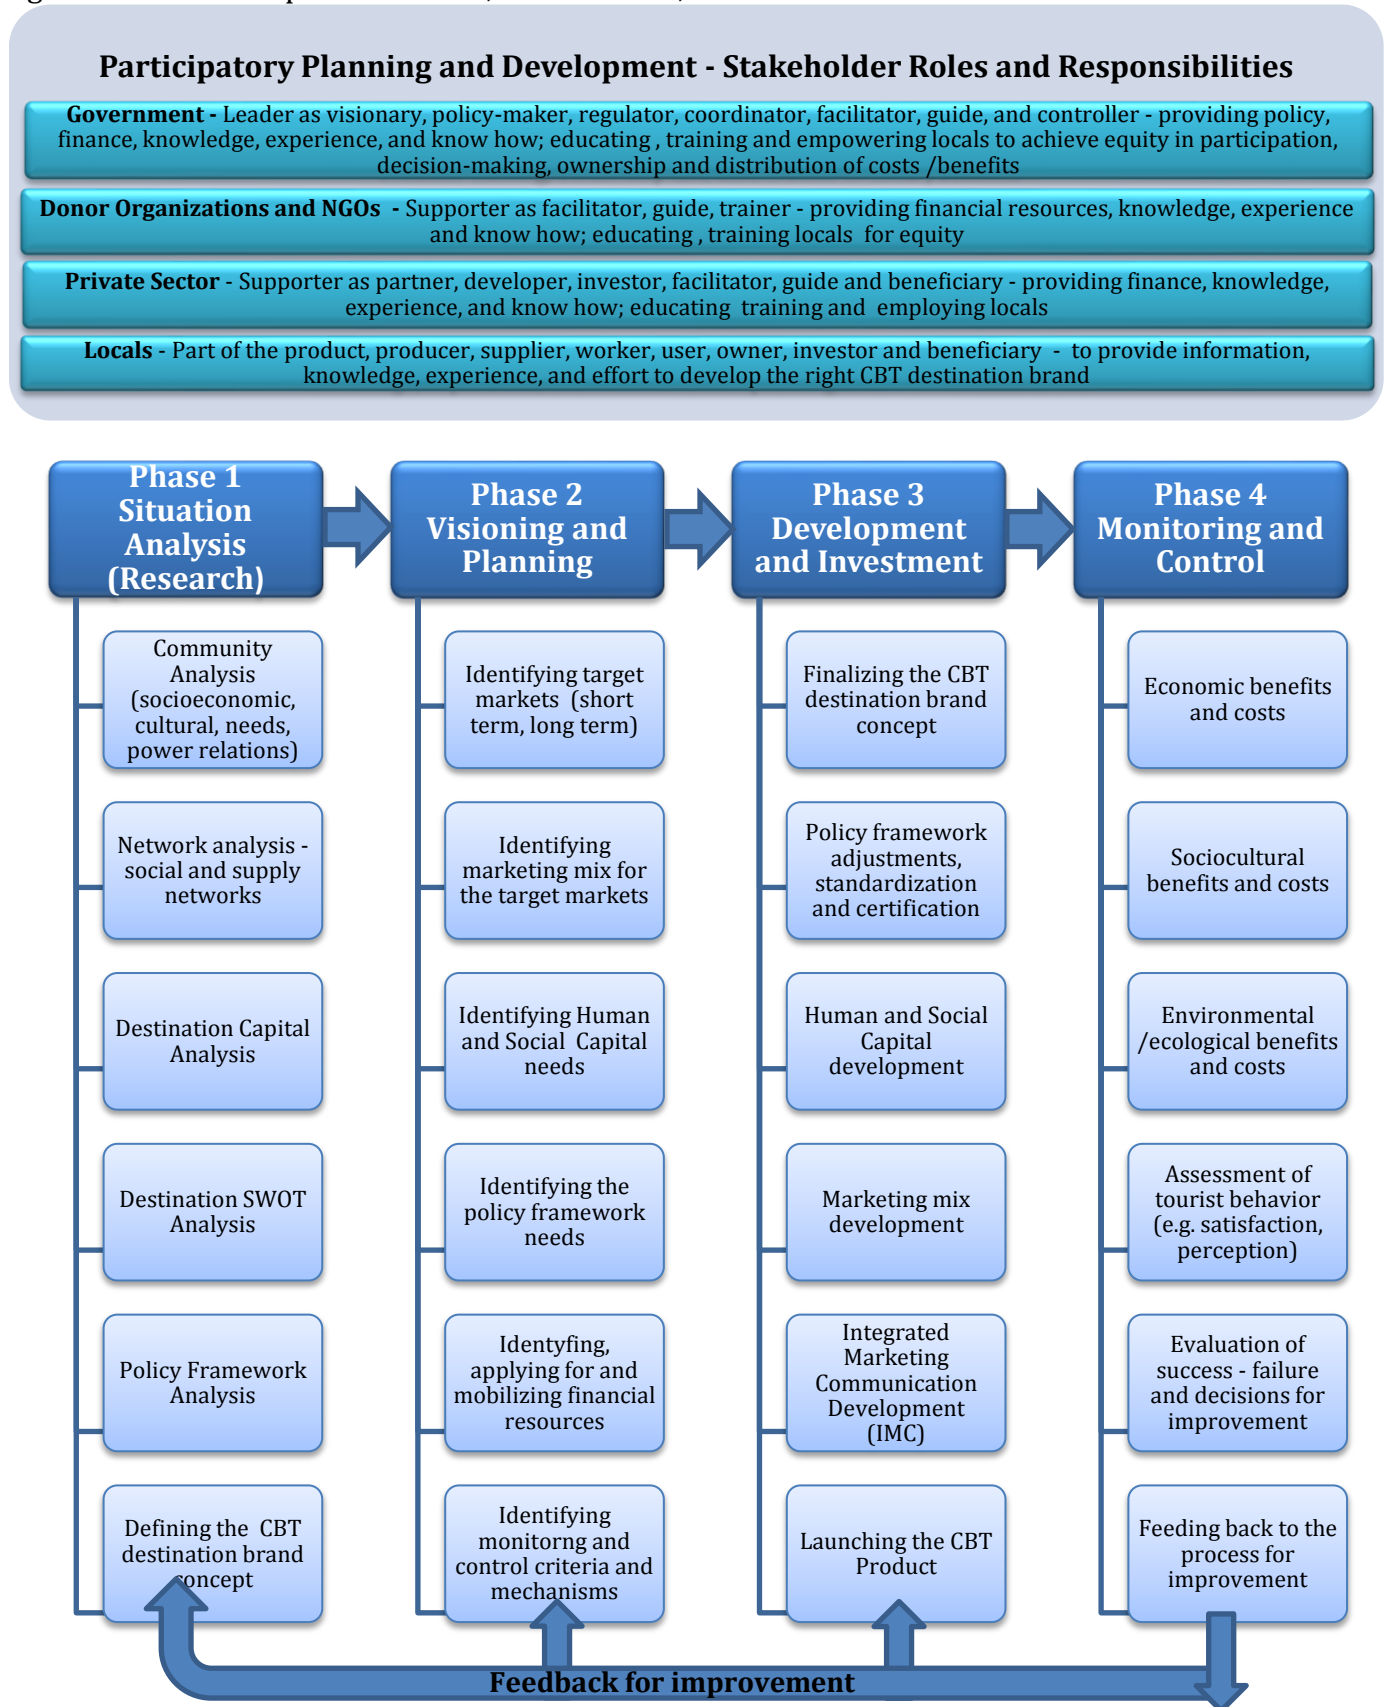 Participatory Planning and Development - Stakeholder Roles and Responsibilities
Government - Leader as visionary, policy-maker, regulator, coordinator, facilitator, guide, and controller - providing policy,
finance, knowledge, experience, and know how; educating , training and empowering locals to achieve equity in participation,
decision-making, ownership and distribution of costs /benefits
Donor Organizations and NGOs - Supporter as facilitator, guide, trainer - providing financial resources, knowledge, experience
and know how; educating , training locals for equity
Private Sector - Supporter as partner, developer, investor, facilitator, guide and beneficiary - providing finance, knowledge,
experience, and know how; educating training and employing locals
Locals - Part of the product, producer, supplier, worker, user, owner, investor and beneficiary - to provide information,
knowledge, experience, and effort to develop the right CBT destination brand
Phase 1
Situation
Analysis
(Research)
Community
Analysis
(socioeconomic,
cultural, needs,
power relations)
Network analysis -
social and supply
networks
Destination Capital
Analysis
Destination SWOT
Analysis
Policy Framework
Analysis
Defining the CBT
destination brand
concept
Phase 2
Visioning and
Planning
Identifying target
markets (short
term, long term)
Identifying
marketing mix for
the target markets
Identifying Human
and Social Capital
needs
Identifying the
policy framework
needs
Identyfing,
applying for and
mobilizing financial
resources
Identifying
monitorng and
control criteria and
mechanisms
Phase 3
Development
and Investment
Finalizing the CBT
destination brand
concept
Policy framework
adjustments,
standardization
and certification
Human and Social
Capital
development
Marketing mix
development
Integrated
Marketing
Communication
Development
(IMC)
Launching the CBT
Product
Phase 4
Monitoring and
Control
Economic benefits
and costs
Sociocultural
benefits and costs
Environmental
/ecological benefits
and costs
Assessment of
tourist behavior
(e.g. satisfaction,
perception)
Evaluation of
success - failure
and decisions for
improvement
Feeding back to the
process for
improvement
Feedback for improvement